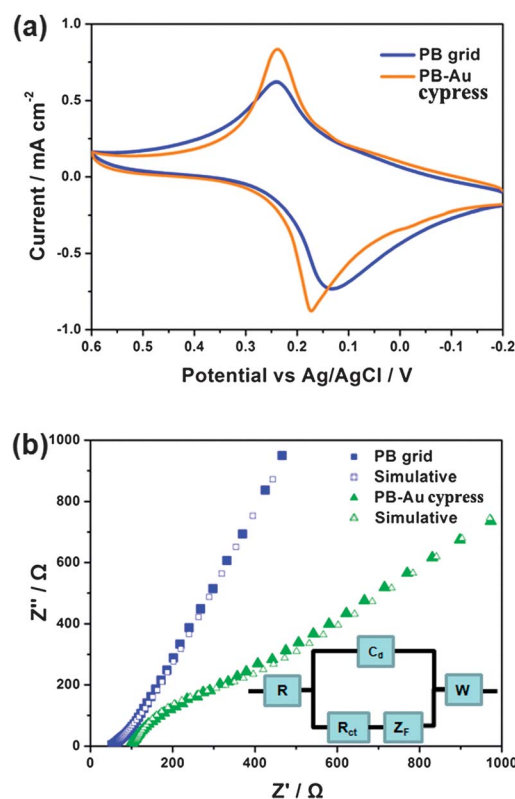 (a)
1.0
0.5
0.0
-0.5
-1.0
Current / mA cm-2
PB grid
PB-Au
cypress
0.6 0.5 0.4 0.3 0.2 0.1 0.0 -0.1 -0.2
Potential vs Ag/AgCl / V
(b)
1000
800
600
400
200
0
Z'' / Ω
PB grid
Simulative
PB-Au cypress
Simulative
Cd
R
W
Rct
ZF
0 200 400 600 800 1000
Z' / Ω